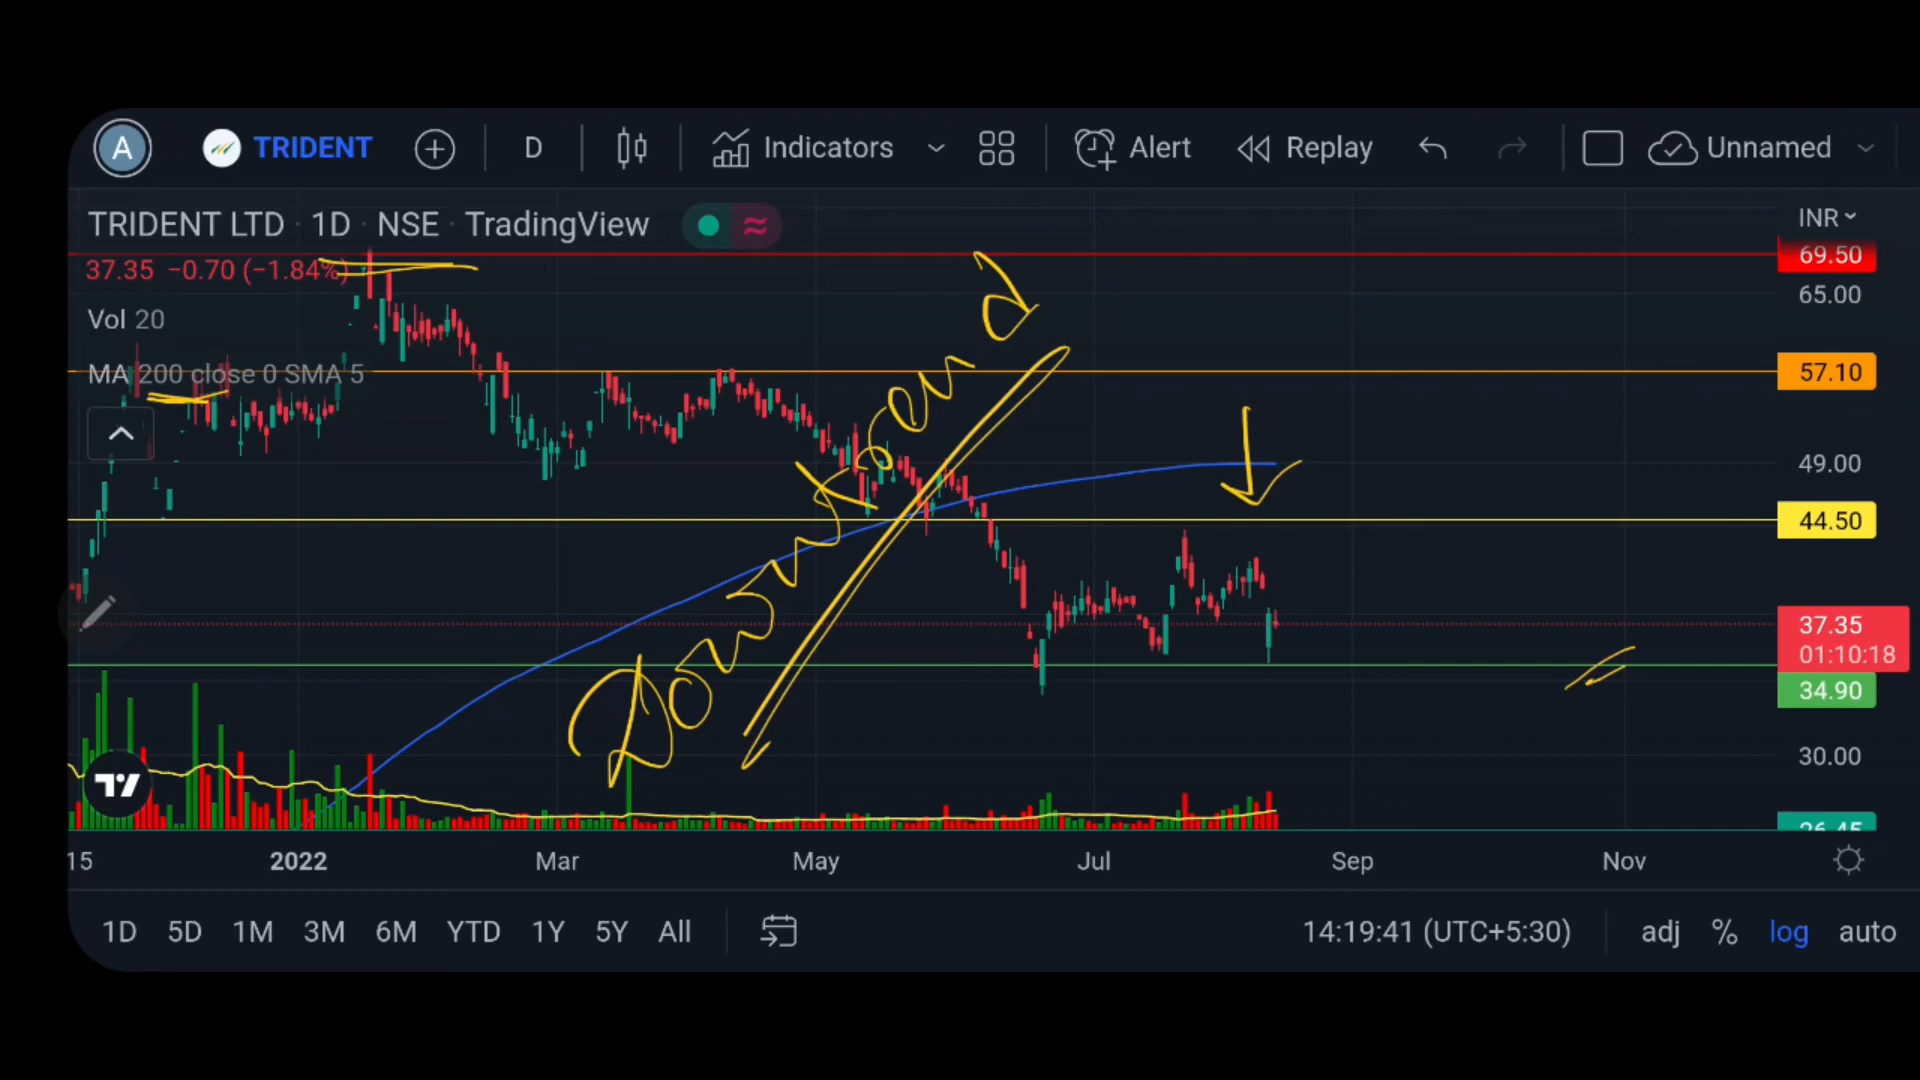 A TRIDENT D Indicators Alert Replay Unnamed
TRIDENT LTD · 1D · NSE · TradingView
INR
69.50
37.35 −0.70 (−1.84%)
65.00
Vol 20
MA 200 close 0 SMA 5
57.10
49.00
44.50
Downtrend
37.35
01:10:18
34.90
30.00
26.45
15 2022 Mar May Jul Sep Nov
1D 5D 1M 3M 6M YTD 1Y 5Y All 14:19:41 (UTC+5:30) adj % log auto